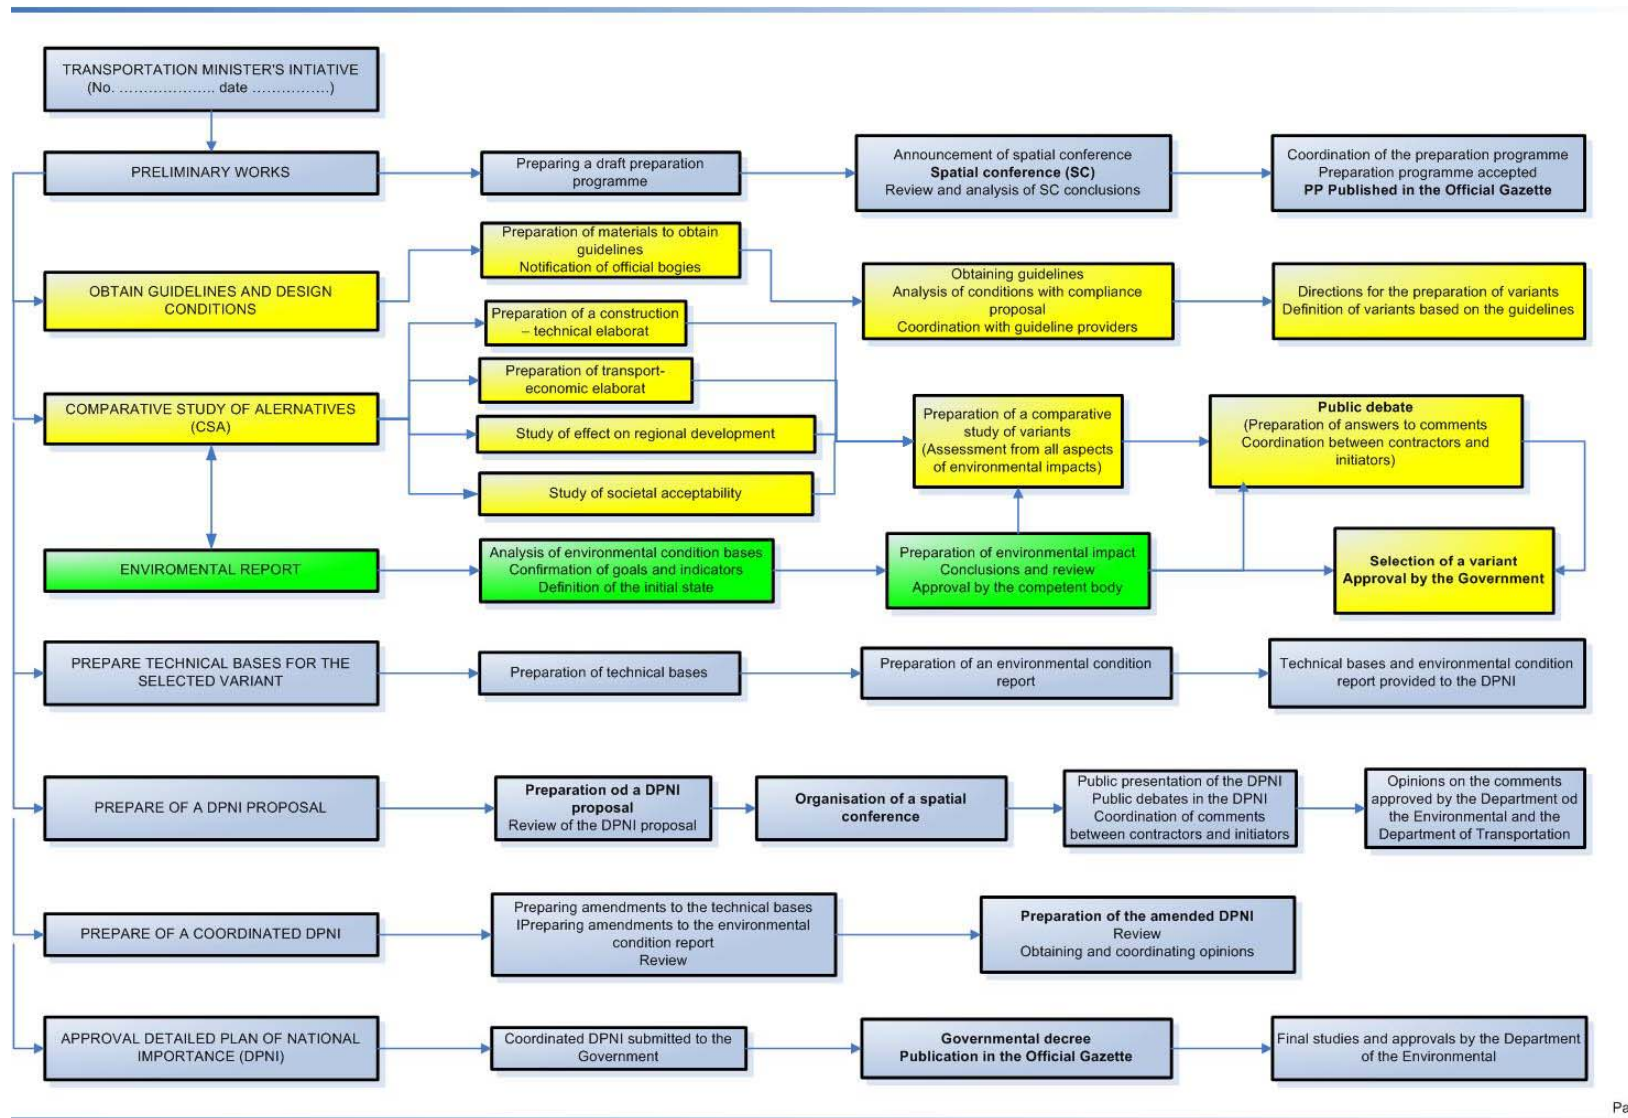 TRANSPORTATION MINISTER'S INTIATIVE
(No. ………………… date ……………)
PRELIMINARY WORKS
Preparing a draft preparation
programme
Announcement of spatial conference
Spatial conference (SC)
Review and analysis of SC conclusions
Coordination of the preparation programme
Preparation programme accepted
PP Published in the Official Gazette
OBTAIN GUIDELINES AND DESIGN
CONDITIONS
Preparation of materials to obtain
guidelines
Notification of official bogies
Obtaining guidelines
Analysis of conditions with compliance
proposal
Coordination with guideline providers
Directions for the preparation of variants
Definition of variants based on the guidelines
COMPARATIVE STUDY OF ALERNATIVES
(CSA)
Preparation of a construction
– technical elaborat
Preparation of transport-
economic elaborat
Study of effect on regional development
Study of societal acceptability
Preparation of a comparative
study of variants
(Assessment from all aspects
of environmental impacts)
Public debate
(Preparation of answers to comments
Coordination between contractors and
initiators)
ENVIROMENTAL REPORT
Analysis of environmental condition bases
Confirmation of goals and indicators
Definition of the initial state
Preparation of environmental impact
Conclusions and review
Approval by the competent body
Selection of a variant
Approval by the Government
PREPARE TECHNICAL BASES FOR THE
SELECTED VARIANT
Preparation of technical bases
Preparation of an environmental condition
report
Technical bases and environmental condition
report provided to the DPNI
PREPARE OF A DPNI PROPOSAL
Preparation od a DPNI
proposal
Review of the DPNI proposal
Organisation of a spatial
conference
Public presentation of the DPNI
Public debates in the DPNI
Coordination of comments
between contractors and initiators
Opinions on the comments
approved by the Department od
the Environmental and the
Department of Transportation
PREPARE OF A COORDINATED DPNI
Preparing amendments to the technical bases
IPreparing amendments to the environmental
condition report
Review
Preparation of the amended DPNI
Review
Obtaining and coordinating opinions
APPROVAL DETAILED PLAN OF NATIONAL
IMPORTANCE (DPNI)
Coordinated DPNI submitted to the
Government
Governmental decree
Publication in the Official Gazette
Final studies and approvals by the Department
of the Environmental
Pa